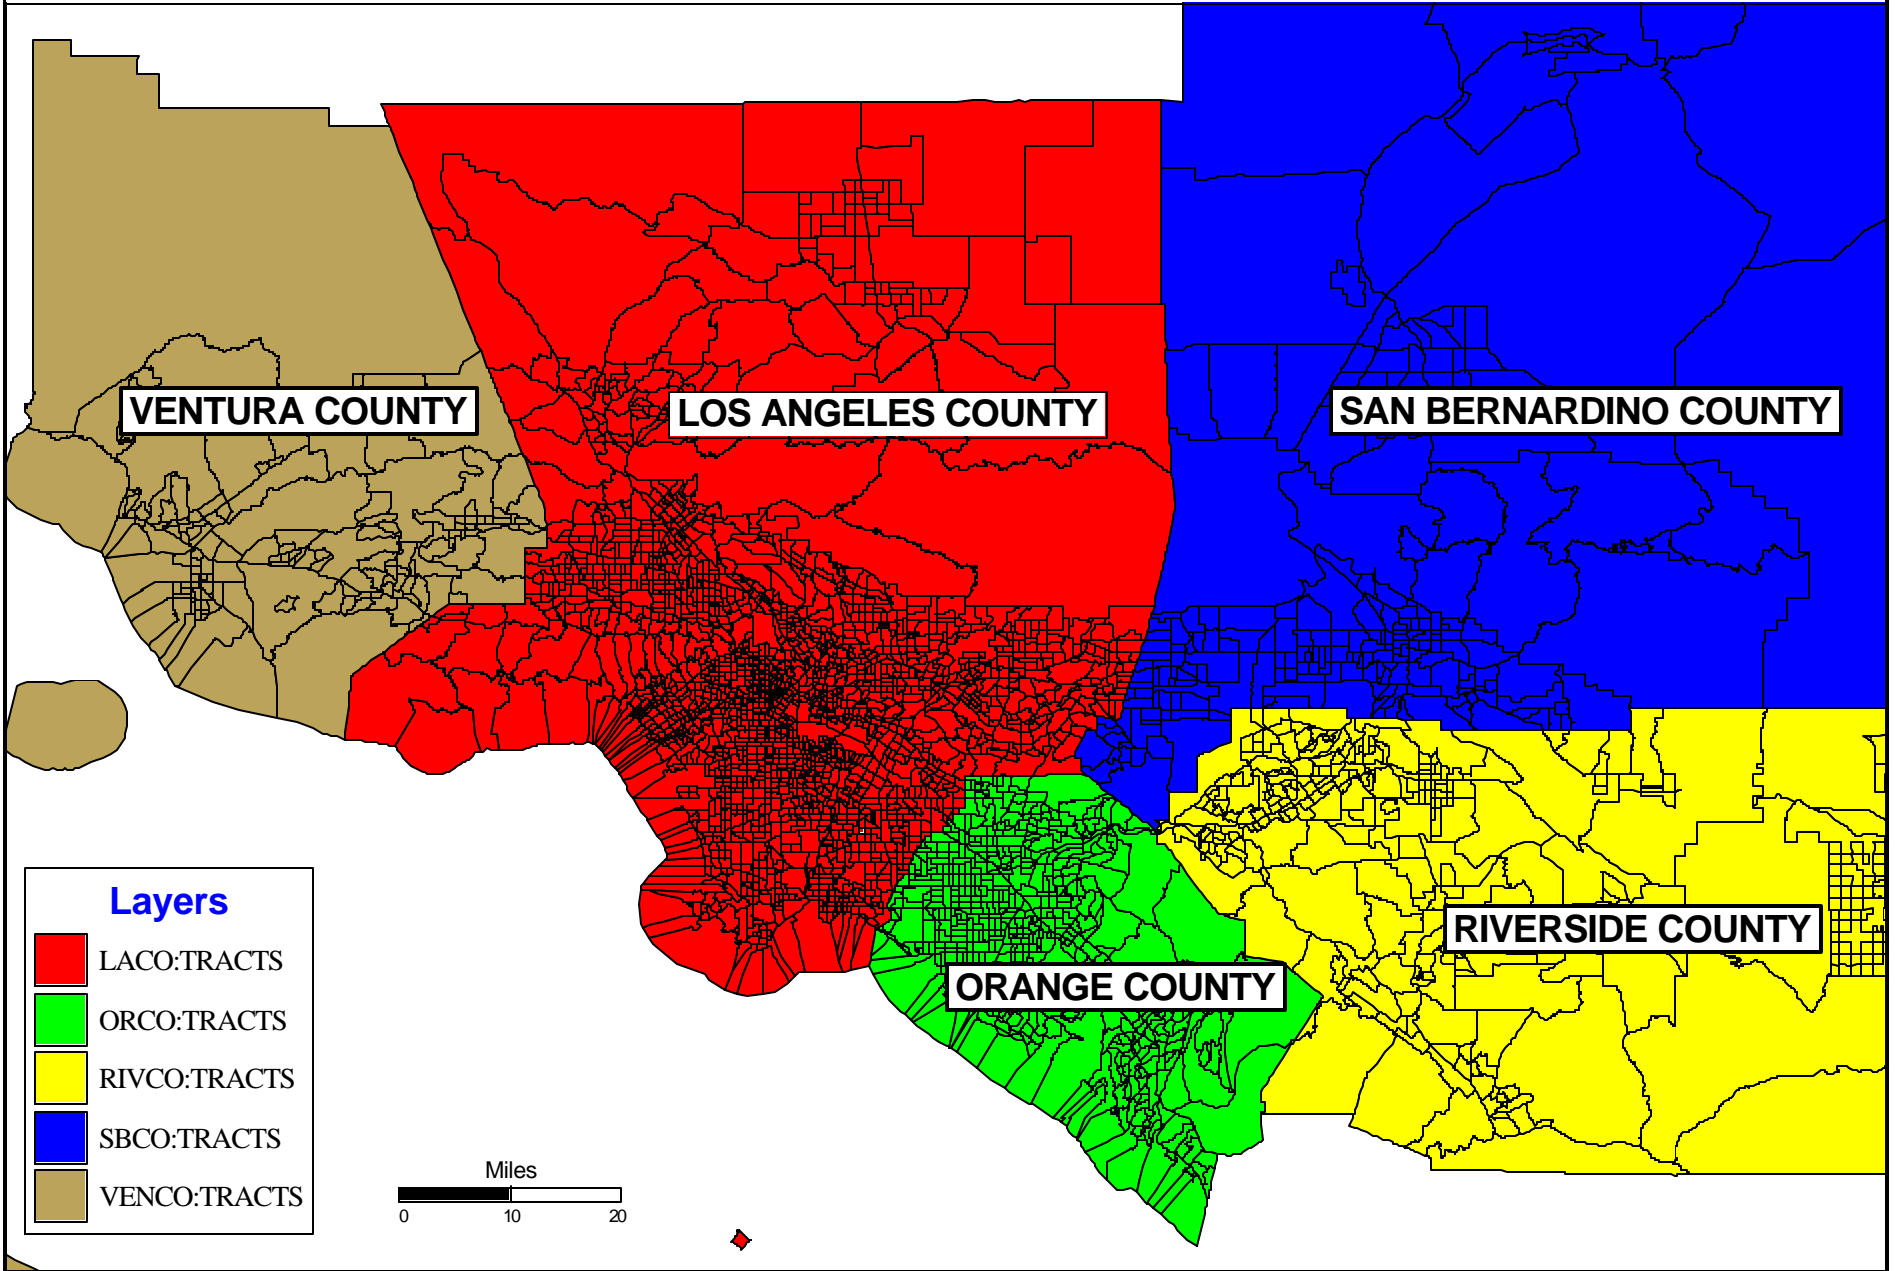 VENTURA COUNTY
LOS ANGELES COUNTY
SAN BERNARDINO COUNTY
RIVERSIDE COUNTY
ORANGE COUNTY
Layers
LACO:TRACTS
ORCO:TRACTS
RIVCO:TRACTS
SBCO:TRACTS
VENCO:TRACTS
Miles
0 10 20